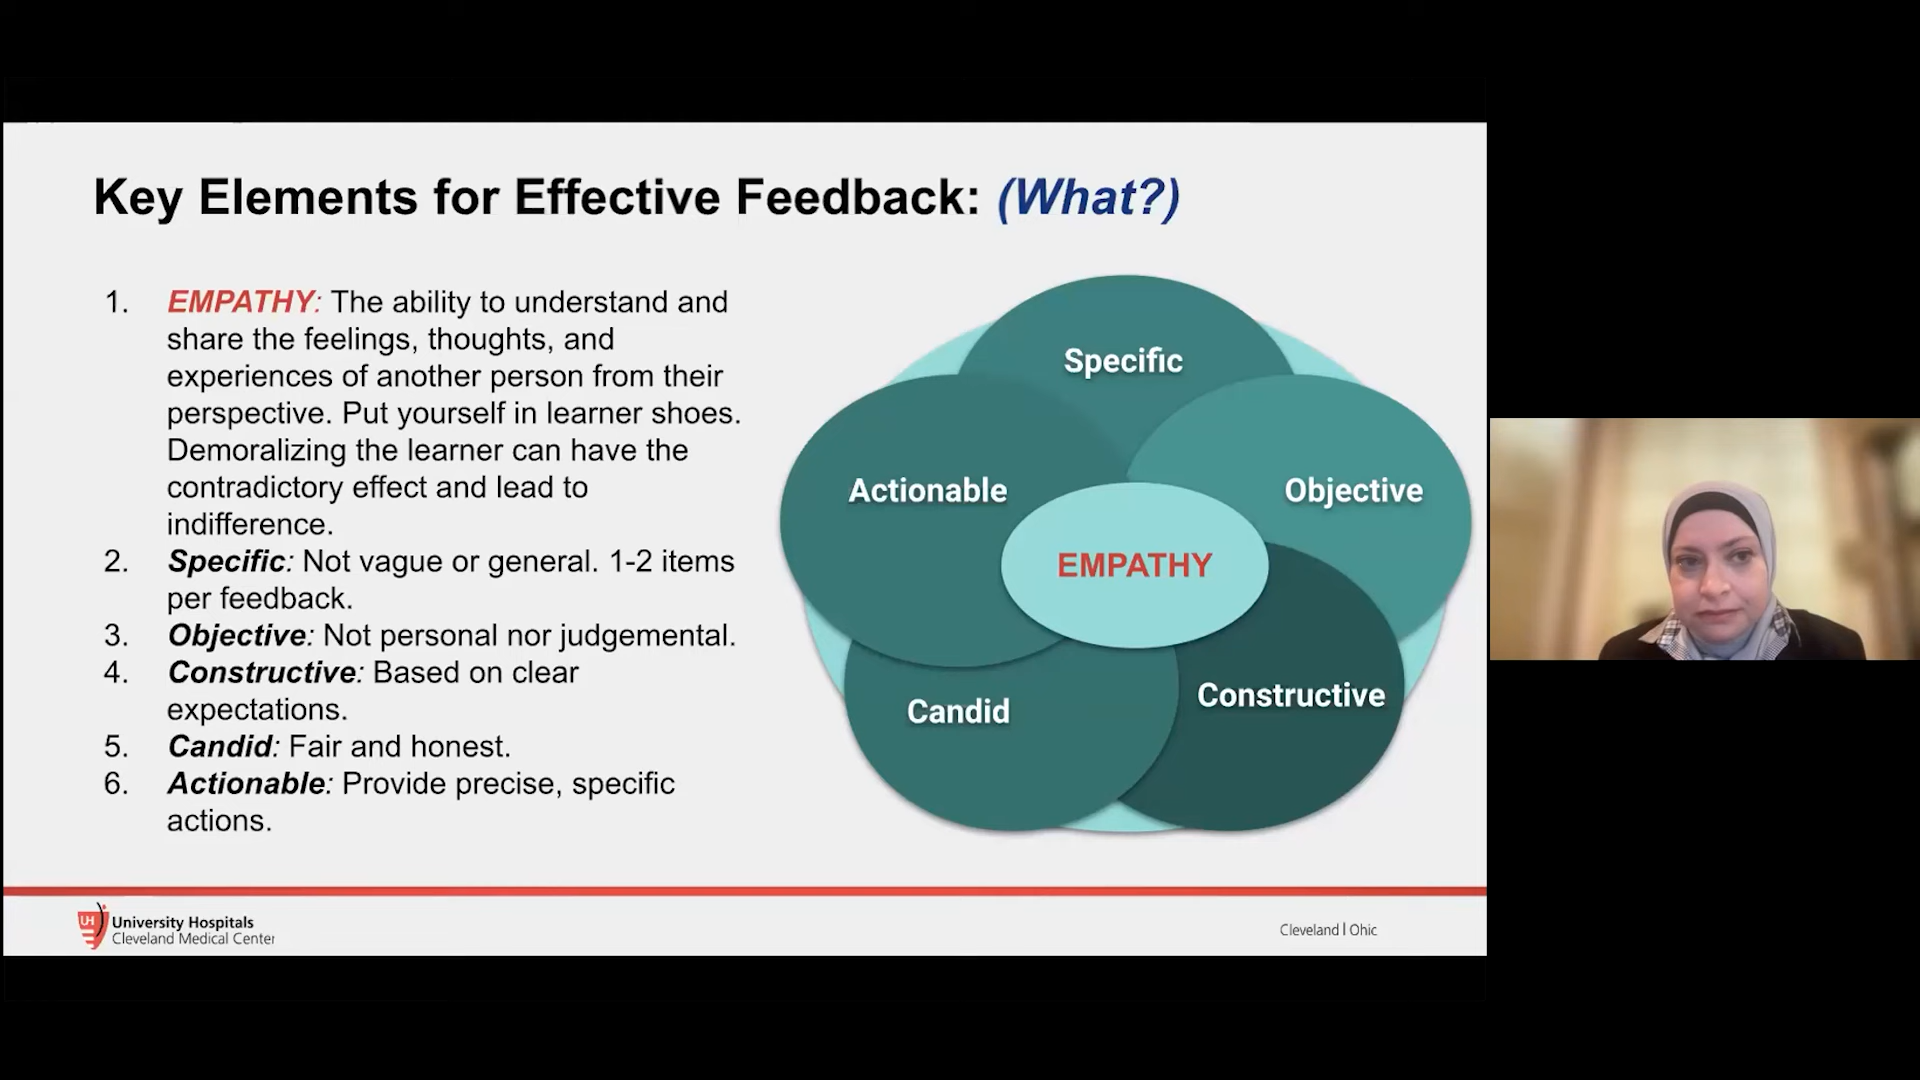 Key Elements for Effective Feedback: (What?)
1. EMPATHY: The ability to understand and
share the feelings, thoughts, and
experiences of another person from their
perspective. Put yourself in learner shoes.
Demoralizing the learner can have the
contradictory effect and lead to
indifference.
2. Specific: Not vague or general. 1-2 items
per feedback.
3. Objective: Not personal nor judgemental.
4. Constructive: Based on clear
expectations.
5. Candid: Fair and honest.
6. Actionable: Provide precise, specific
actions.
Specific
Actionable
Objective
EMPATHY
Candid
Constructive
UH
University Hospitals
Cleveland Medical Center
Cleveland | Ohio